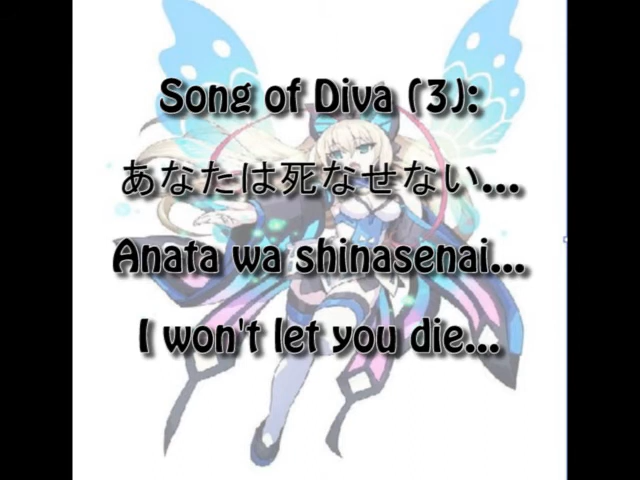 Song of Diva (3):
あなたは死なせない...
Anata wa shinasenai...
I won't let you die...